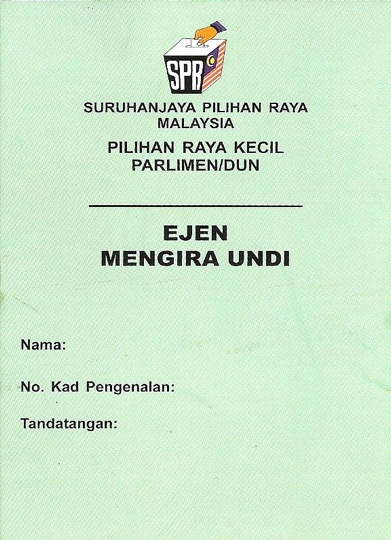 SPR
SURUHANJAYA PILIHAN RAYA
MALAYSIA
PILIHAN RAYA KECIL
PARLIMEN/DUN
EJEN
MENGIRA UNDI
Nama:
No. Kad Pengenalan:
Tandatangan: